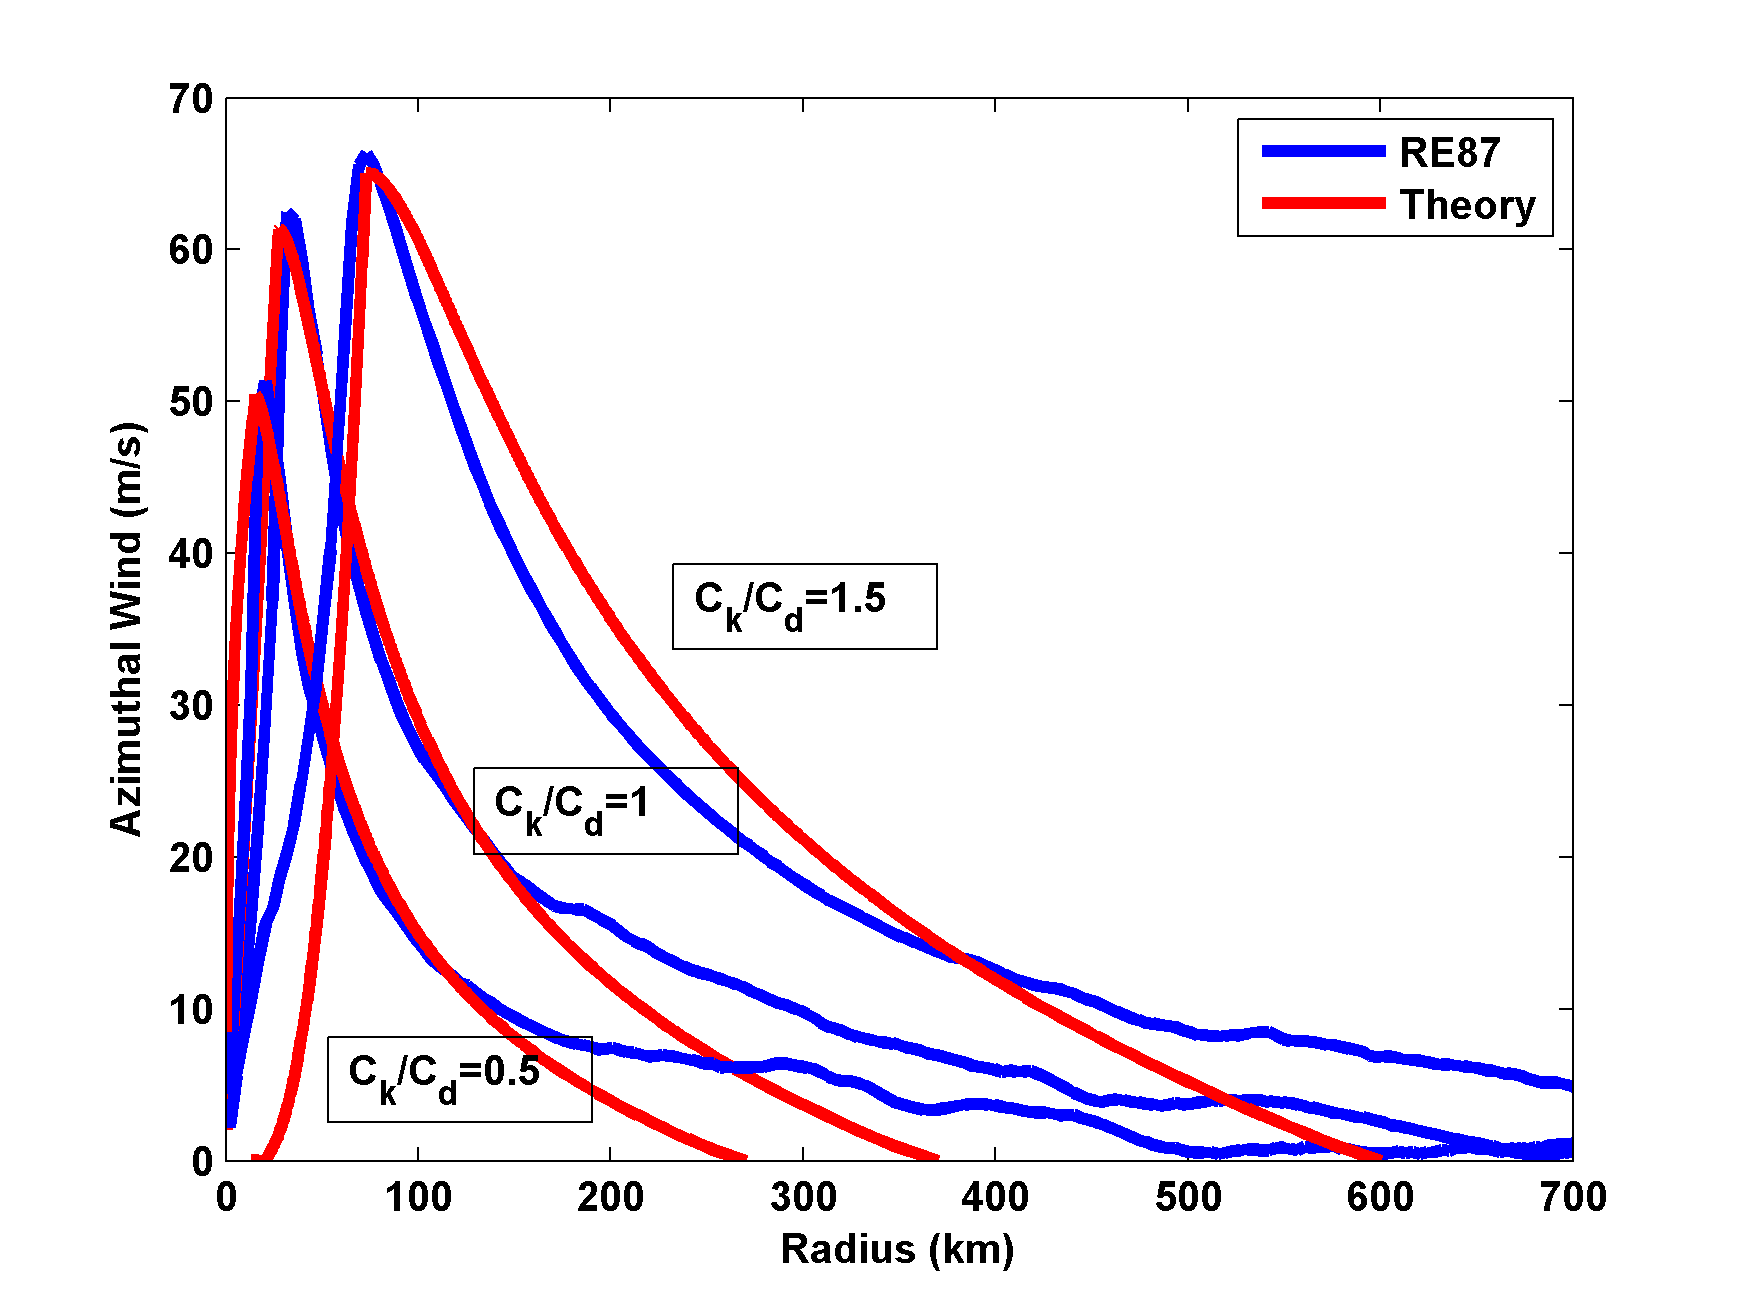 70
60
50
40
30
20
10
0
0 100 200 300 400 500 600 700
Radius (km)
Azimuthal Wind (m/s)
RE87
Theory
Ck/Cd=1.5
Ck/Cd=1
Ck/Cd=0.5